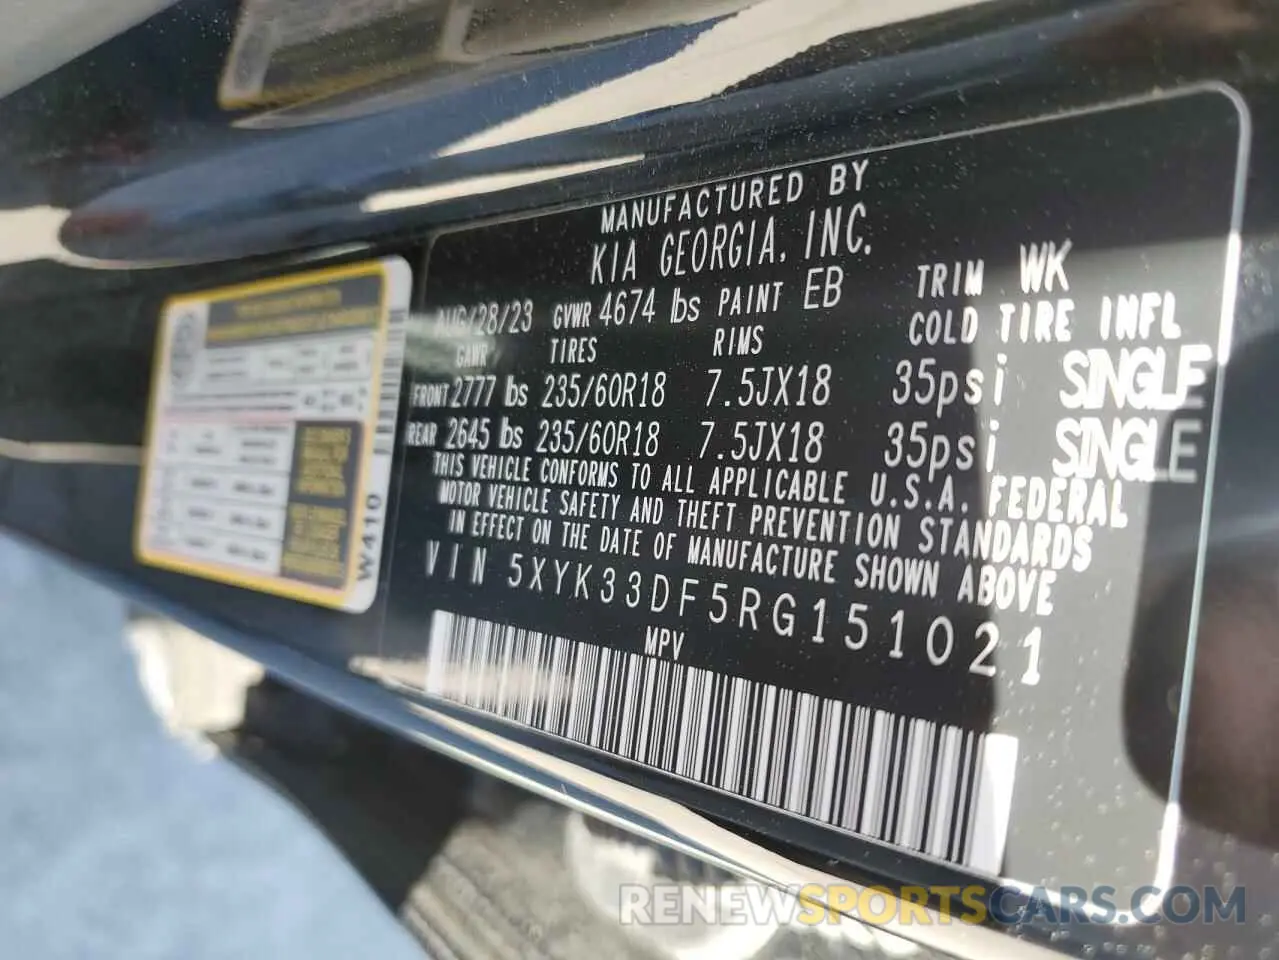 MANUFACTURED BY
KIA GEORGIA, INC.
AUG/28/23 GVWR 4674 lbs PAINT EB TRIM WK
GAWR TIRES RIMS COLD TIRE INFL
FRONT 2777 lbs 235/60R18 7.5JX18 35psi SINGLE
REAR 2645 lbs 235/60R18 7.5JX18 35psi SINGLE
THIS VEHICLE CONFORMS TO ALL APPLICABLE U.S.A. FEDERAL
MOTOR VEHICLE SAFETY AND THEFT PREVENTION STANDARDS
IN EFFECT ON THE DATE OF MANUFACTURE SHOWN ABOVE
VIN 5XYK33DF5RG151021
MPV
W410
RENEWSPORTSCARS.COM